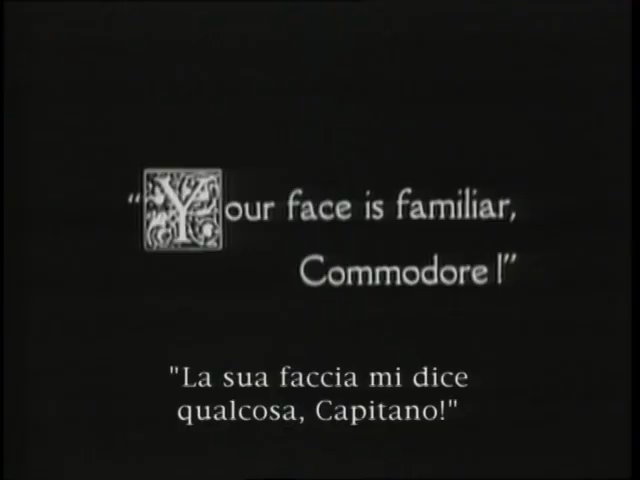 “Your face is familiar,
Commodore!”
"La sua faccia mi dice
qualcosa, Capitano!"